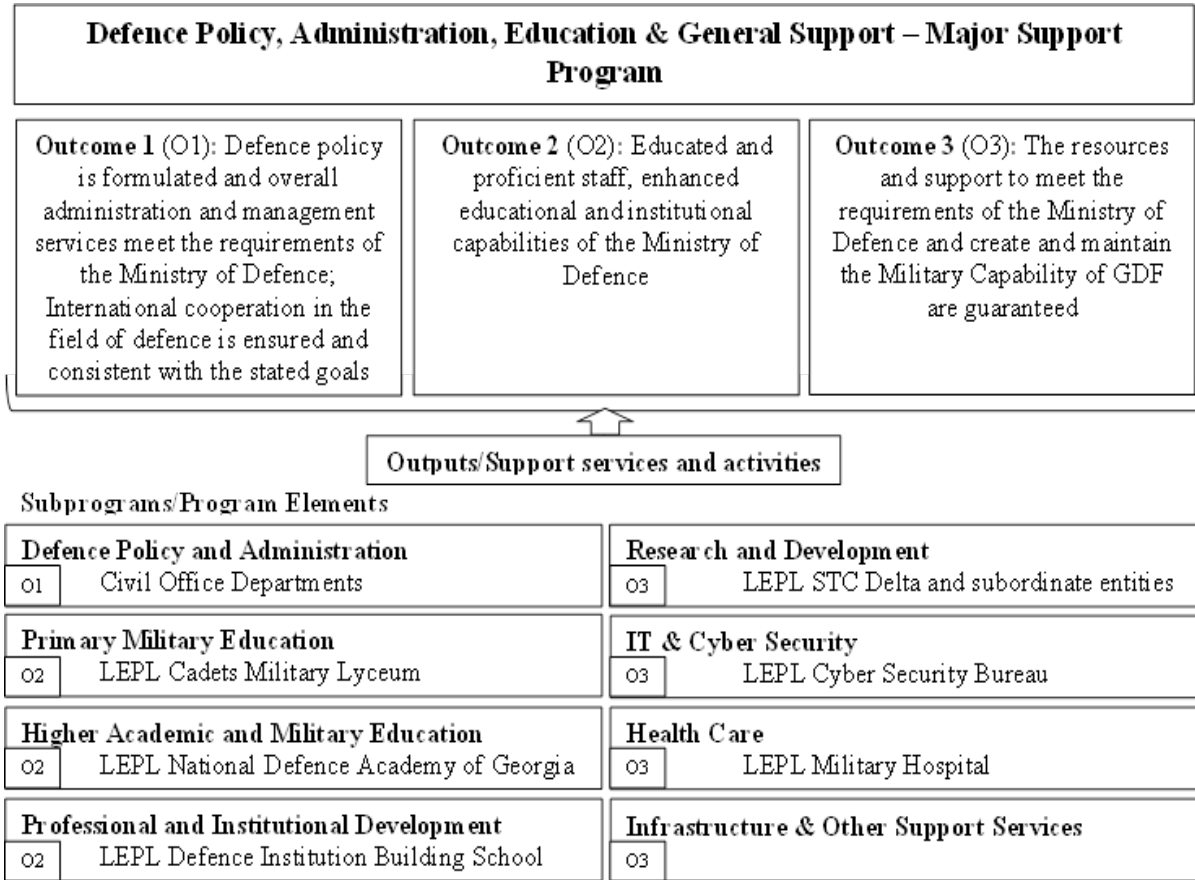 Defence Policy, Administration, Education & General Support – Major Support
Program
Outcome 1 (O1): Defence policy
is formulated and overall
administration and management
services meet the requirements of
the Ministry of Defence;
International cooperation in the
field of defence is ensured and
consistent with the stated goals
Outcome 2 (O2): Educated and
proficient staff, enhanced
educational and institutional
capabilities of the Ministry of
Defence
Outcome 3 (O3): The resources
and support to meet the
requirements of the Ministry of
Defence and create and maintain
the Military Capability of GDF
are guaranteed
Outputs/Support services and activities
Subprograms/Program Elements
Defence Policy and Administration
O1 Civil Office Departments
Primary Military Education
O2 LEPL Cadets Military Lyceum
Higher Academic and Military Education
O2 LEPL National Defence Academy of Georgia
Professional and Institutional Development
O2 LEPL Defence Institution Building School
Research and Development
O3 LEPL STC Delta and subordinate entities
IT & Cyber Security
O3 LEPL Cyber Security Bureau
Health Care
O3 LEPL Military Hospital
Infrastructure & Other Support Services
O3